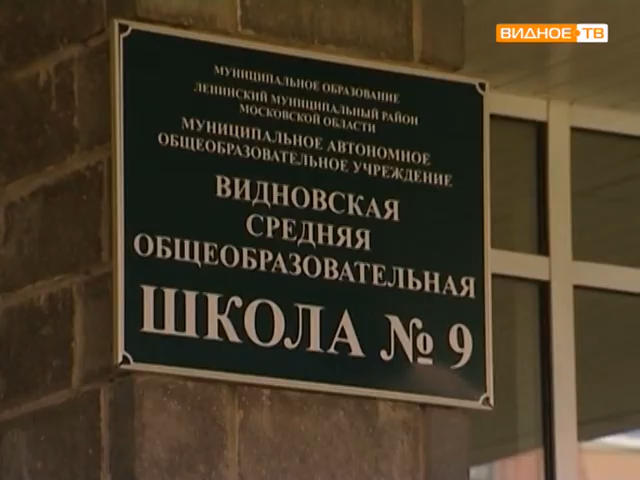 ВИДНОЕ ТВ
МУНИЦИПАЛЬНОЕ ОБРАЗОВАНИЕ
ЛЕНИНСКИЙ МУНИЦИПАЛЬНЫЙ РАЙОН
МОСКОВСКОЙ ОБЛАСТИ
МУНИЦИПАЛЬНОЕ АВТОНОМНОЕ
ОБЩЕОБРАЗОВАТЕЛЬНОЕ УЧРЕЖДЕНИЕ
ВИДНОВСКАЯ
СРЕДНЯЯ
ОБЩЕОБРАЗОВАТЕЛЬНАЯ
ШКОЛА № 9